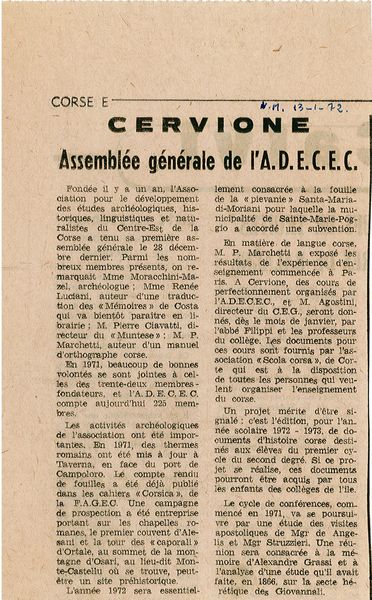 CORSE E
N.M. 13-1-72.
CERVIONE
Assemblée générale de l'A.D.E.C.E.C.
Fondée il y a un an, l'Asso-
ciation pour le développement
des études archéologiques, his-
toriques, linguistiques et natu-
ralistes du Centre-Est de la
Corse a tenu sa première as-
semblée générale le 28 décem-
bre dernier. Parmi les nom-
breux membres présents, on re-
marquait Mme Moracchini-Ma-
zel, archéologue ; Mme Renée
Luciani, auteur d'une traduc-
tion des «Mémoires» de Costa
qui va bientôt paraître en li-
brairie ; M. Pierre Ciavatti, di-
recteur du "Muntese» ; M. P.
Marchetti, auteur d'un manuel
d'orthographe corse.
En 1971, beaucoup de bonnes
volontés se sont jointes à cel-
les des trente-deux membres-
fondateurs, et l'A.D.E.C.E.C.
compte aujourd'hui 225 mem-
bres.
Les activités archéologiques
de l'association ont été impor-
tantes. En 1971, des thermes
romains ont été mis à jour à
Taverna, en face du port de
Campoloro. Le compte rendu
de fouilles a été déjà publié
dans les cahiers «Corsica», de
la F.A.G.E.C. Une campagne
de prospection a été entreprise
portant sur les chapelles roma-
nes, le premier couvent d'Ale-
sani et la tour des «caporali»
d'Ortale, au sommet de la mon-
tagne d'Osari, au lieu-dit Mon-
te-Castellu où se trouve, peut-
être un site préhistorique.
L'année 1972 sera essentiel-
lement consacrée à la fouille
de la «pievanie» Santa-Maria-
di-Moriani pour laquelle la mu-
nicipalité de Sainte-Marie-Pog-
gio a accordé une subvention.
En matière de langue corse,
M. P. Marchetti a exposé les
résultats de l'expérience d'en-
seignement commencée à Pa-
ris. A Cervione, des cours de
perfectionnement organisés par
l'A.D.E.C.E.C, et M. Agostini,
directeur du C.E.G., seront don-
nés, dès le mois de janvier, par
l'abbé Filippi et les professeurs
du collège. Les documents pour
ces cours sont fournis par l'as-
sociation «Scola corsa», de Cor-
te qui est à la disposition
de toutes les personnes qui veu-
lent organiser l'enseignement
du corse.
Un projet mérite d'être si-
gnalé : c'est l'édition, pour l'an-
née scolaire 1972 - 1973, de do-
cuments d'histoire corse desti-
nés aux élèves du premier cycle
du second degré. Si ce pro-
jet se réalise, ces documents
pourront être acquis par tous
les enfants des collèges de l'île.
Le cycle de conférences, com-
mencé en 1971, va se poursui-
vre par une étude des visites
apostoliques de Mgr de Ange-
lis et Mgr Struzzieri. Une réu-
nion sera consacrée à la mémoi-
re d'Alexandre Grassi et à
l'analyse d'une étude qu'il avait
faite, en 1866, sur la secte hé-
rétique des Giovannali.